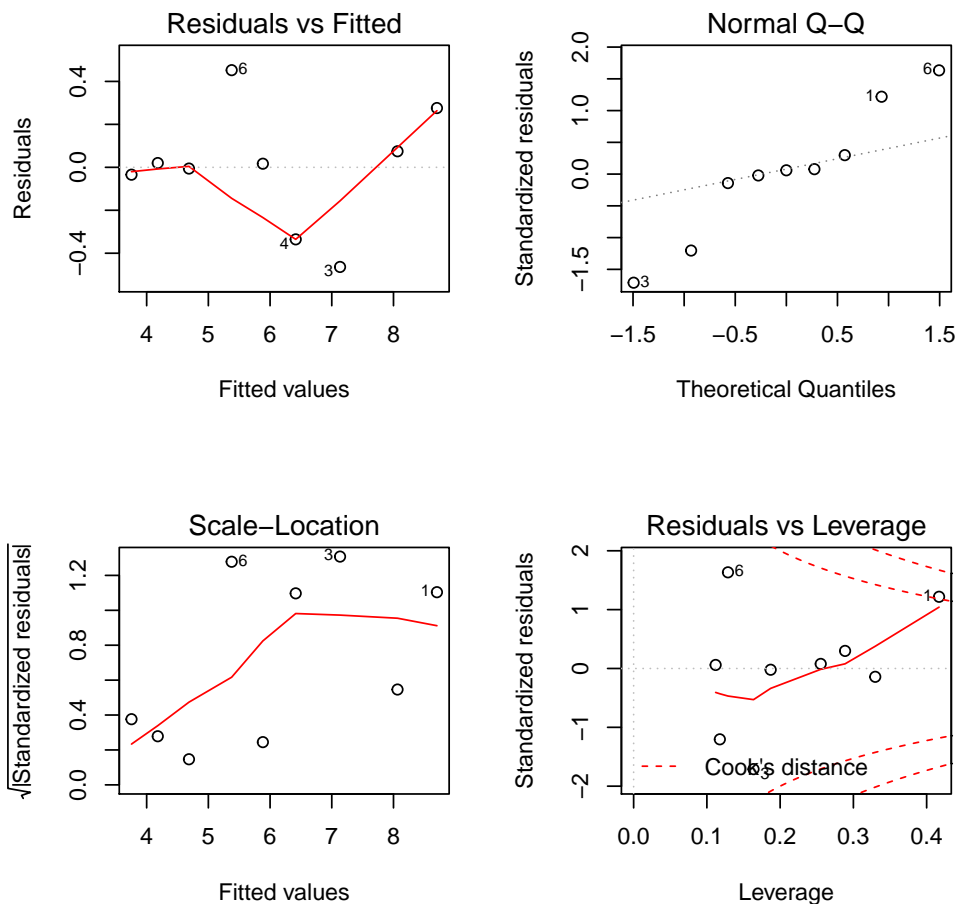 Residuals vs Fitted
Residuals
0.4
0.0
−0.4
6
4
3
4 5 6 7 8
Fitted values
Normal Q−Q
Standardized residuals
2.0
1.0
0.0
−1.5
6
1
3
−1.5 −0.5 0.5 1.5
Theoretical Quantiles
Scale−Location
√|Standardized residuals|
1.2
0.8
0.4
0.0
3
6
1
4 5 6 7 8
Fitted values
Residuals vs Leverage
Standardized residuals
2
1
0
−1
−2
6
1
3
Cook's distance
0.0 0.1 0.2 0.3 0.4
Leverage